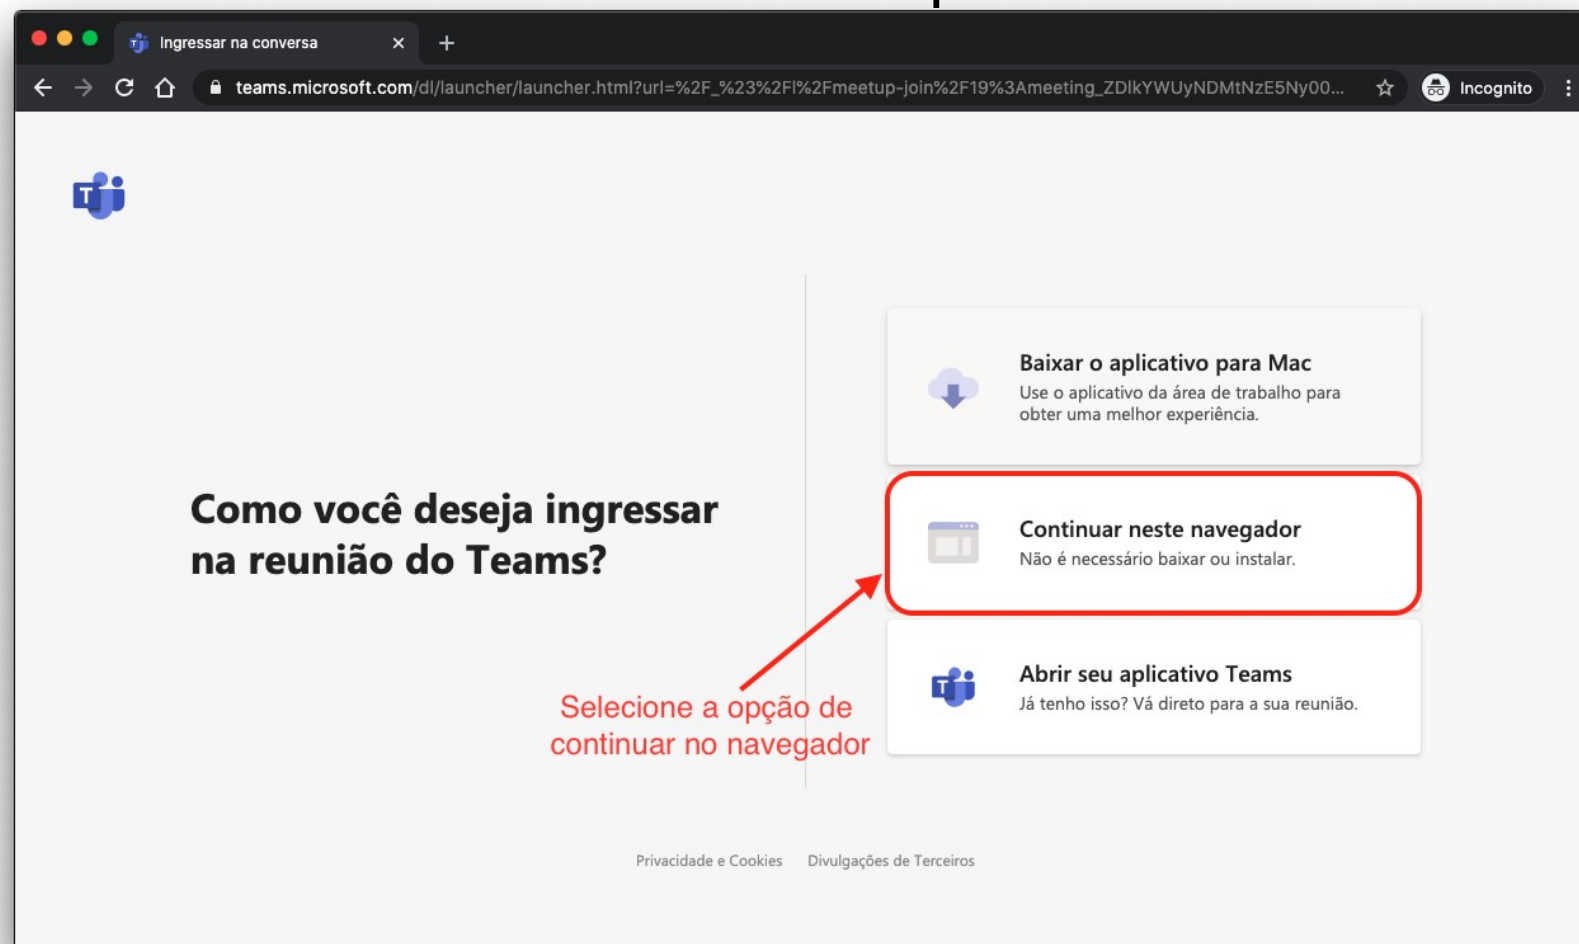 Ingressar na conversa
teams.microsoft.com/dl/launcher/launcher.html?url=%2F_%23%2Fl%2Fmeetup-join%2F19%3Ameeting_ZDlkYWUyNDMtNzE5Ny00...
Incognito
Baixar o aplicativo para Mac
Use o aplicativo da área de trabalho para
obter uma melhor experiência.
Como você deseja ingressar
na reunião do Teams?
Continuar neste navegador
Não é necessário baixar ou instalar.
Abrir seu aplicativo Teams
Já tenho isso? Vá direto para a sua reunião.
Selecione a opção de
continuar no navegador
Privacidade e Cookies
Divulgações de Terceiros